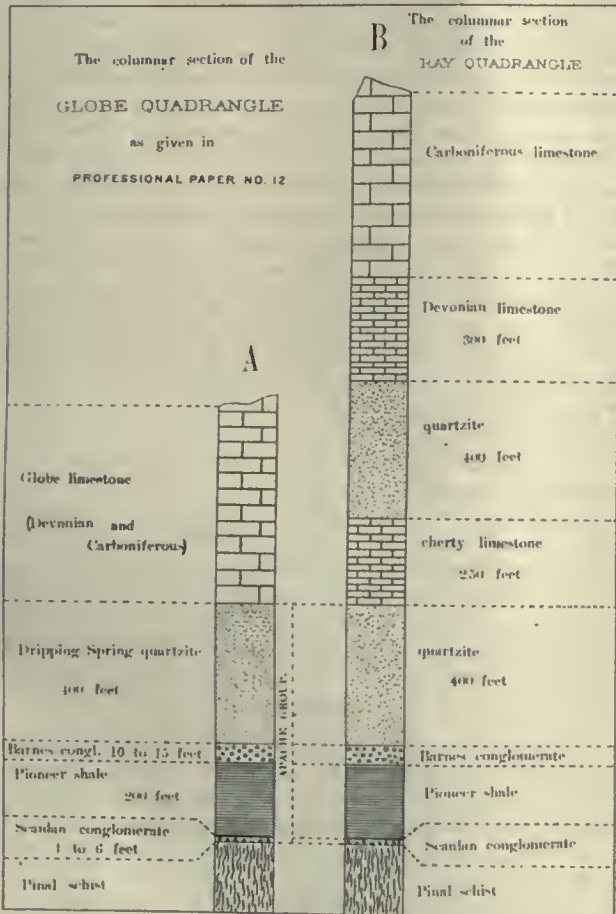 The columnar section of the
GLOBE QUADRANGLE
as given in
PROFESSIONAL PAPER NO. 12
A
Globe limestone
(Devonian and
Carboniferous)
Dripping Spring quartzite
400 feet
Barnes congl. 10 to 15 feet
Pioneer shale
200 feet
Scanlan conglomerate
1 to 6 feet
Pinal schist
APACHE GROUP.
B
The columnar section
of the
RAY QUADRANGLE
Carboniferous limestone
Devonian limestone
300 feet
quartzite
400 feet
cherty limestone
250 feet
quartzite
400 feet
Barnes conglomerate
Pioneer shale
Scanlan conglomerate
Pinal schist